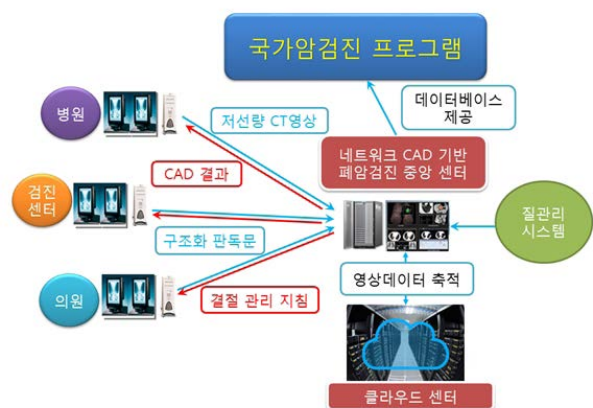 국가암검진 프로그램
데이터베이스
제공
병원
저선량 CT영상
네트워크 CAD 기반
폐암검진 중앙 센터
CAD 결과
검진
센터
질관리
시스템
구조화 판독문
영상데이터 축적
의원
결절 관리 지침
클라우드 센터